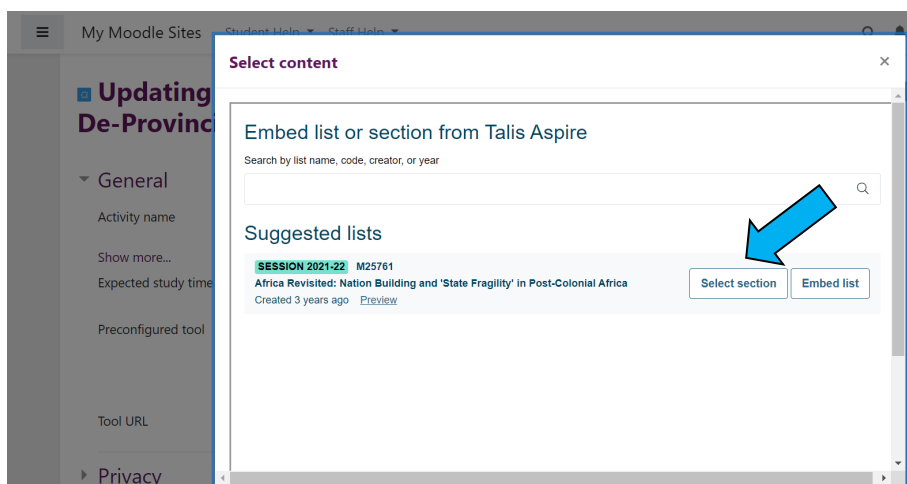 My Moodle Sites Student Help Staff Help
Select content
×
Updating
De-Provinc
General
Activity name
Show more...
Expected study time
Preconfigured tool
Tool URL
Privacy
Embed list or section from Talis Aspire
Search by list name, code, creator, or year
Suggested lists
SESSION 2021-22 M25761
Africa Revisited: Nation Building and 'State Fragility' in Post-Colonial Africa
Created 3 years ago Preview
Select section Embed list